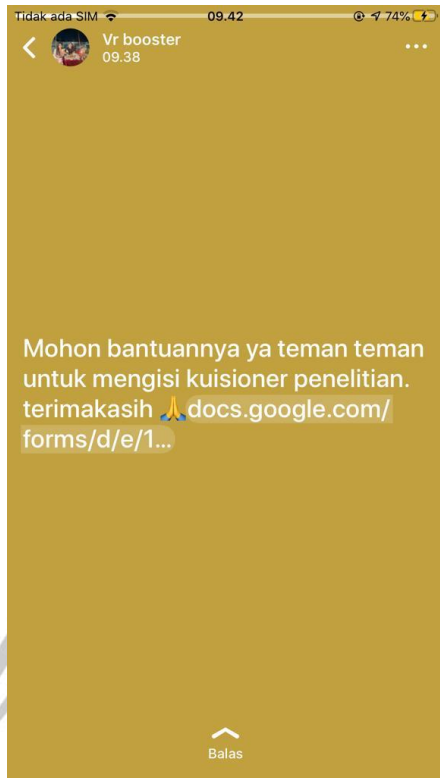 Tidak ada SIM 09.42 74%
Vr booster
09.38
Mohon bantuannya ya teman teman
untuk mengisi kuisioner penelitian.
terimakasih 🙏docs.google.com/
forms/d/e/1...
Balas